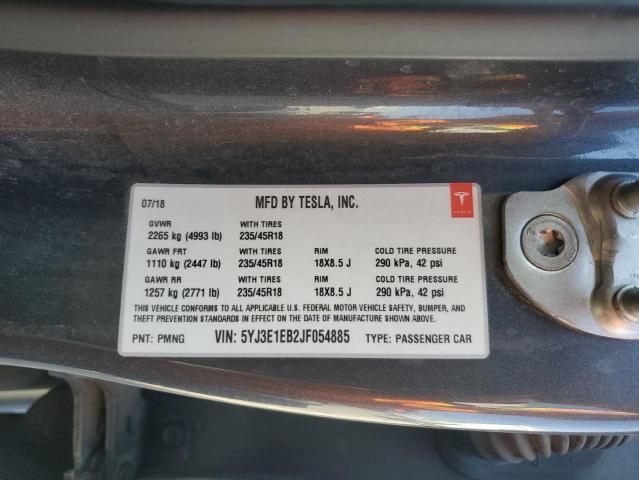 07/18 MFD BY TESLA, INC.
TESLA
GVWR WITH TIRES
2265 kg (4993 lb) 235/45R18
GAWR FRT WITH TIRES RIM COLD TIRE PRESSURE
1110 kg (2447 lb) 235/45R18 18X8.5 J 290 kPa, 42 psi
GAWR RR WITH TIRES RIM COLD TIRE PRESSURE
1257 kg (2771 lb) 235/45R18 18X8.5 J 290 kPa, 42 psi
THIS VEHICLE CONFORMS TO ALL APPLICABLE U.S. FEDERAL MOTOR VEHICLE SAFETY, BUMPER, AND
THEFT PREVENTION STANDARDS IN EFFECT ON THE DATE OF MANUFACTURE SHOWN ABOVE.
PNT: PMNG VIN: 5YJ3E1EB2JF054885 TYPE: PASSENGER CAR